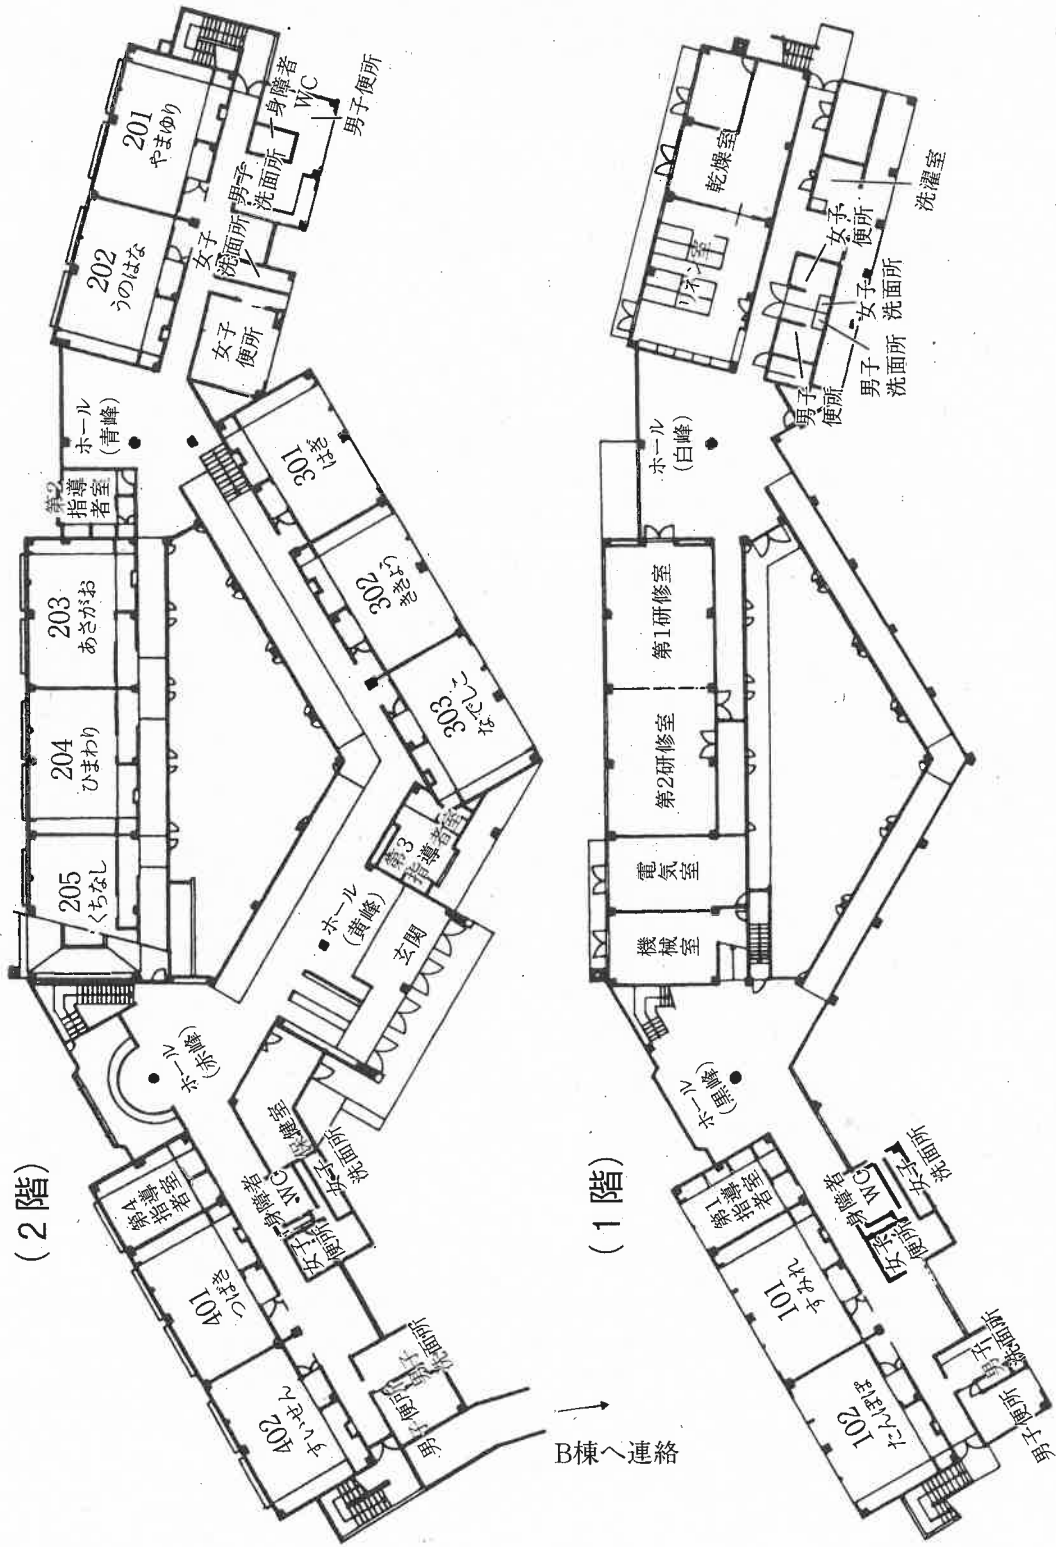 (2階)
201
やまゆり
202
うのはな
身障者
WC
男子便所
男子
洗面所
女子
洗面所
女子
便所
ホール
(青峰)
第2
指導
者室
203
あさがお
204
ひまわり
205
くちなし
301
はぎ
302
ききょう
303
なでしこ
第3
指導者室
ホール
(黄峰)
玄関
ホール
(赤峰)
保健室
女子
洗面所
身障者
WC
女子
便所
第4
指導
者室
401
つばき
402
すいせん
男子
洗面所
男子便所
B棟へ連絡
(1階)
乾燥室
リネン室
洗濯室
女子
便所
女子
洗面所
男子
洗面所
男子
便所
ホール
(白峰)
第1研修室
第2研修室
電気
室
機械
室
ホール
(黒峰)
第1
指導
者室
身障者
WC
女子
洗面所
女子
便所
101
すみれ
102
たんぽぽ
男子
洗面所
男子便所